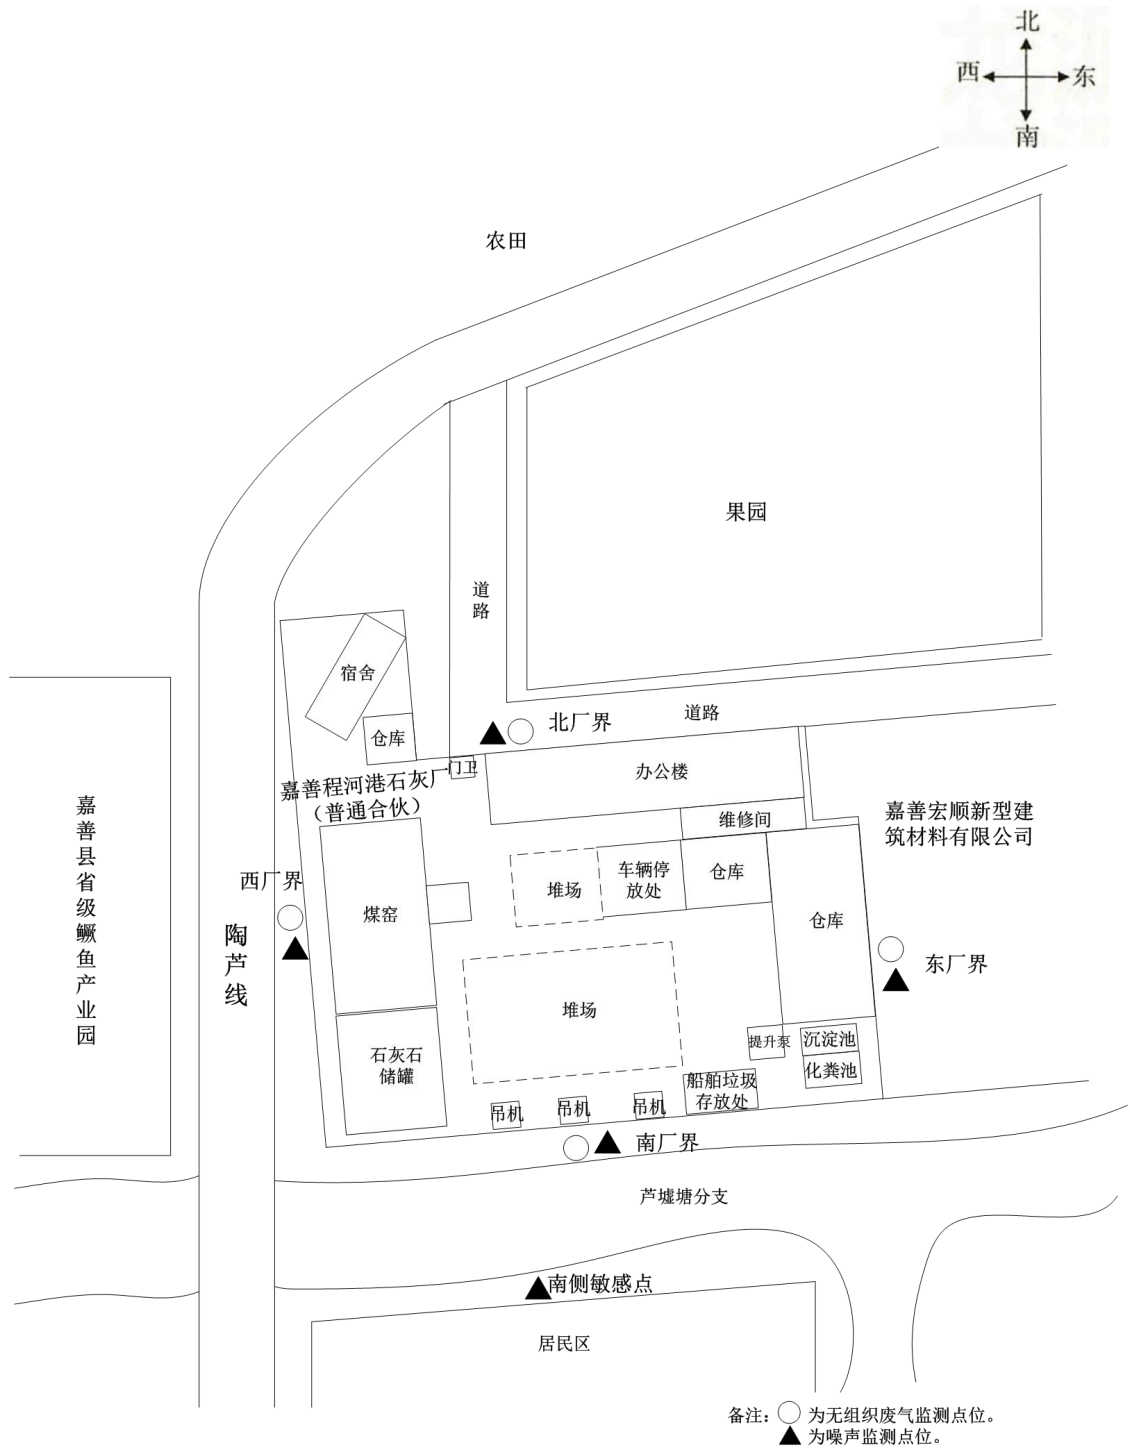 北
西
东
南
农田
果园
道
路
宿舍
北厂界
道路
仓库
门卫
嘉善程河港石灰厂
（普通合伙）
办公楼
维修间
嘉善宏顺新型建
筑材料有限公司
嘉善县省级鳜鱼产业园
西厂界
陶芦线
煤窑
堆场
车辆停
放处
仓库
仓库
东厂界
堆场
石灰石
储罐
提升泵
沉淀池
化粪池
船舶垃圾
存放处
吊机
吊机
吊机
南厂界
芦墟塘分支
南侧敏感点
居民区
备注：
为无组织废气监测点位。
为噪声监测点位。